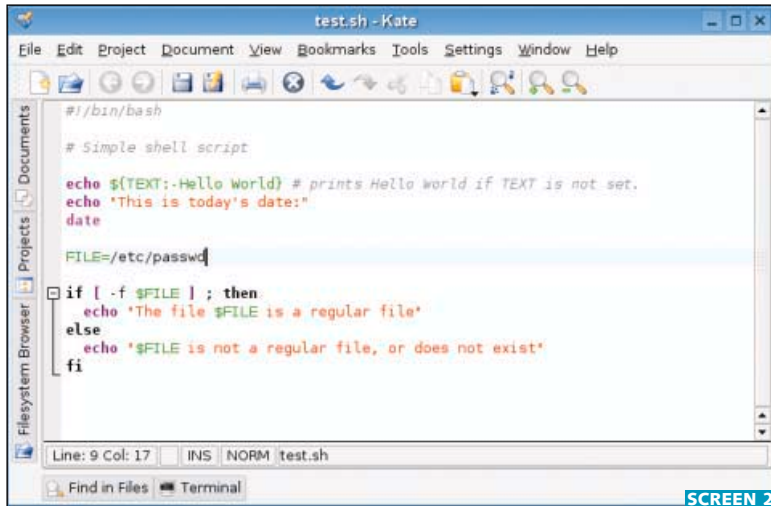 test.sh - Kate
File Edit Project Document View Bookmarks Tools Settings Window Help
Documents
Projects
Filesystem Browser
#!/bin/bash
# Simple shell script
echo ${TEXT:-Hello World} # prints Hello World if TEXT is not set.
echo "This is today's date:"
date
FILE=/etc/passwd
if [ -f $FILE ] ; then
echo "The file $FILE is a regular file"
else
echo "$FILE is not a regular file, or does not exist"
fi
Line: 9 Col: 17 INS NORM test.sh
Find in Files Terminal
SCREEN 2